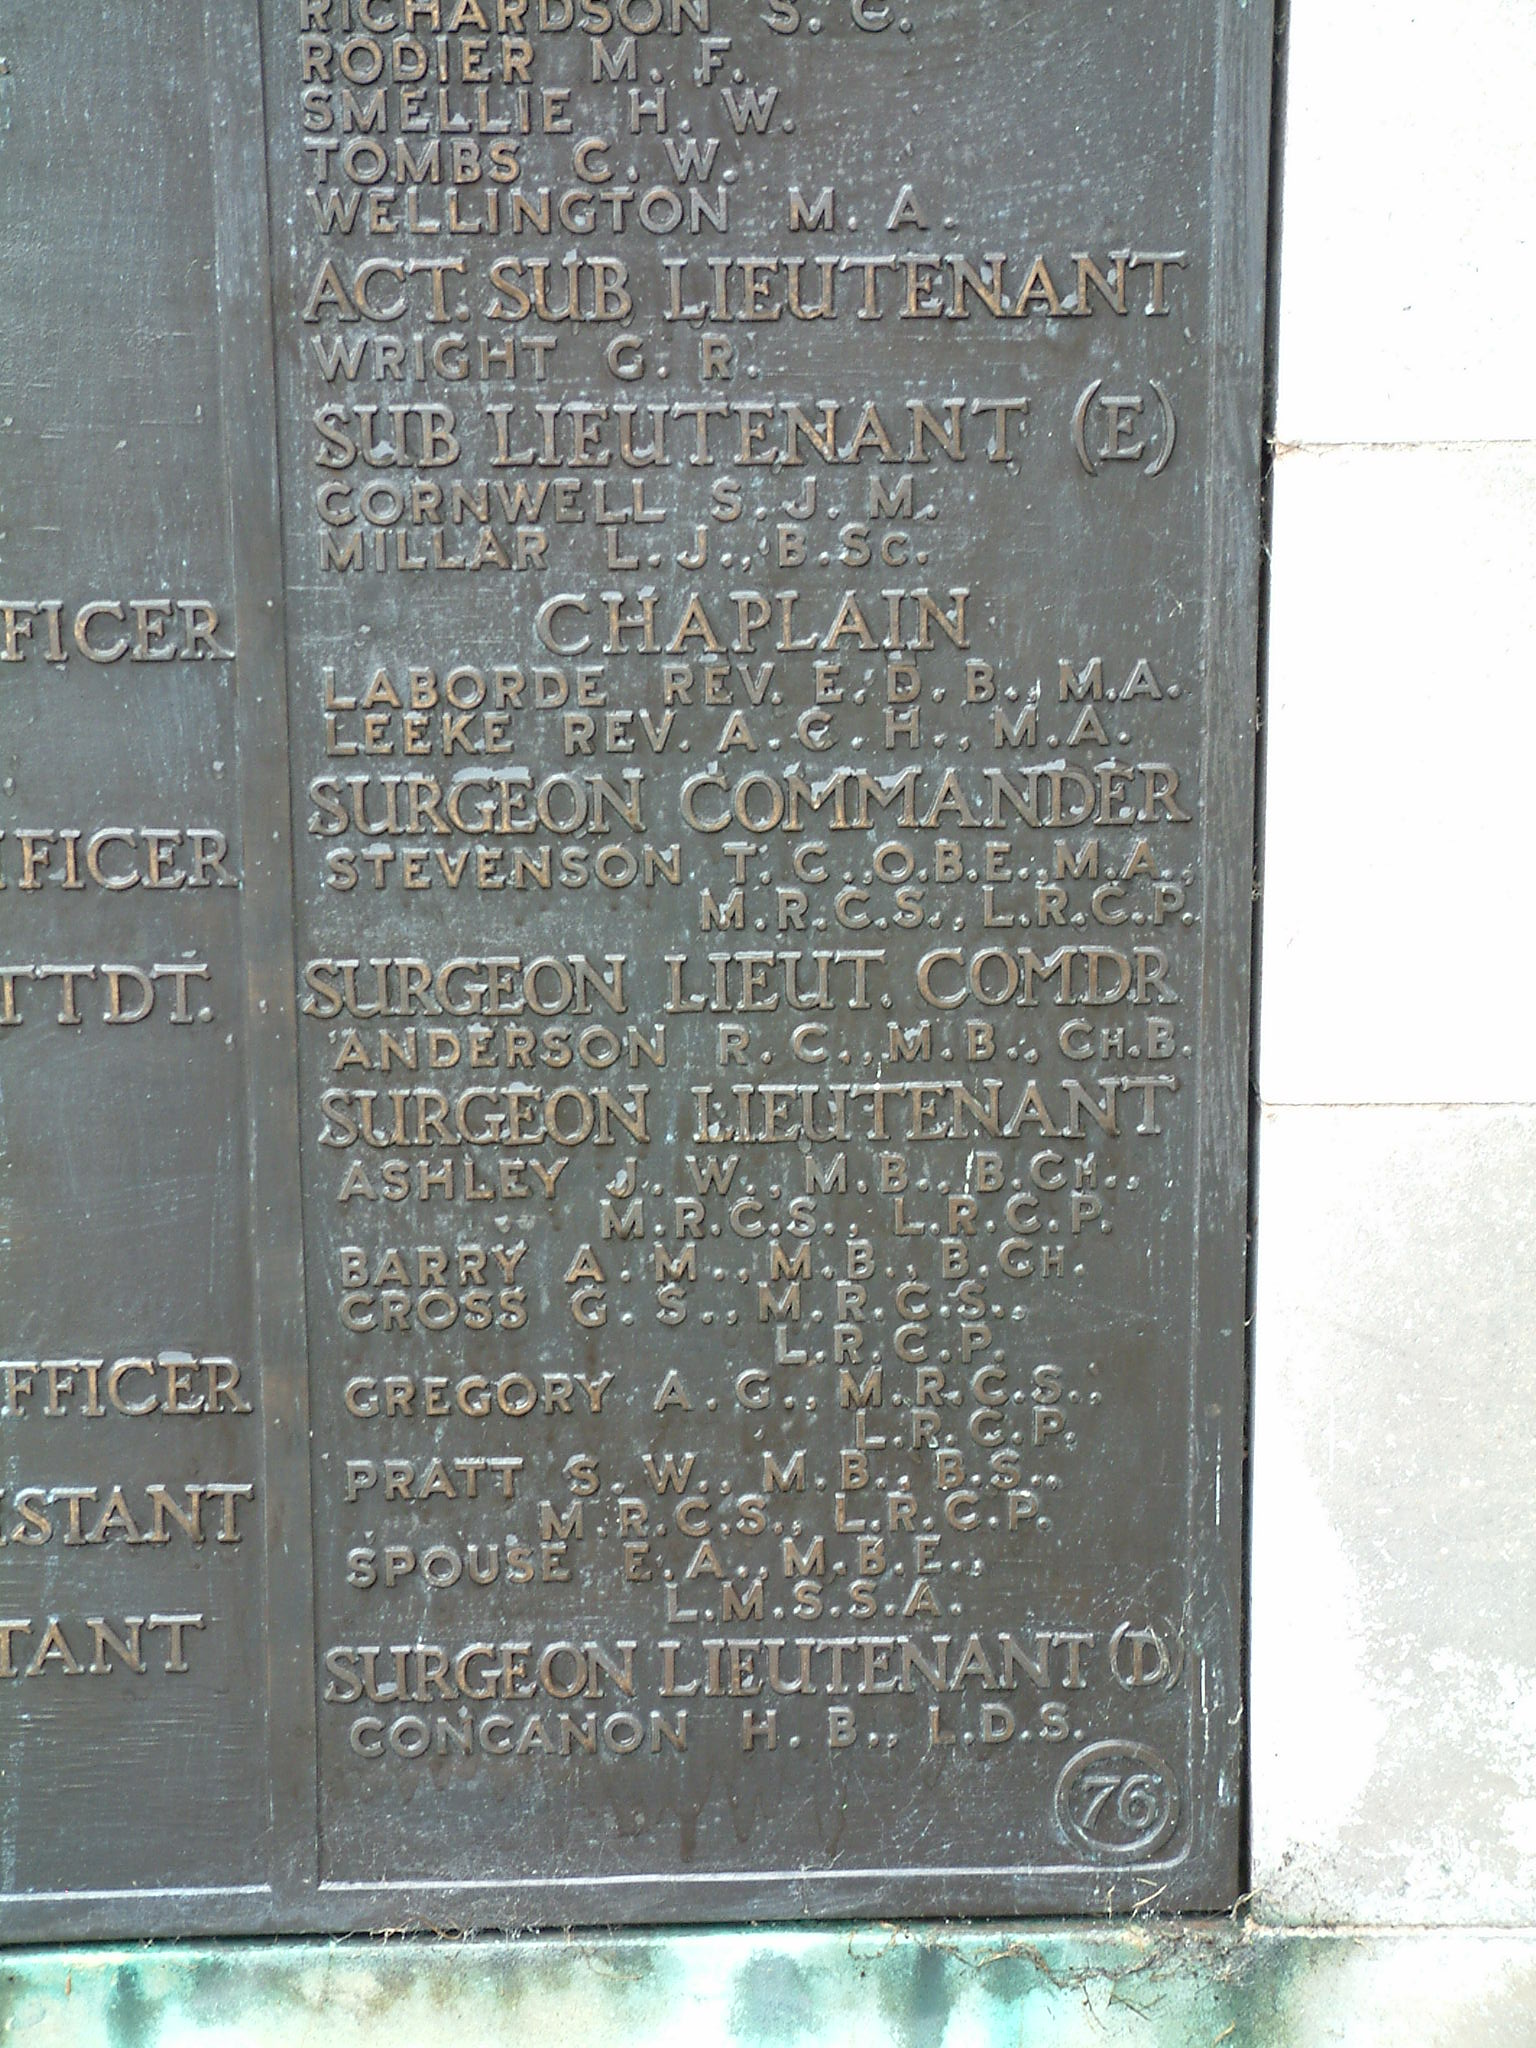 FICER
FICER
TTDT.
FFICER
ISTANT
TANT
RICHARDSON S. C.
RODIER M. F.
SMELLIE H. W.
TOMBS C. W.
WELLINGTON M. A.
ACT. SUB LIEUTENANT
WRIGHT G. R.
SUB LIEUTENANT (E)
CORNWELL S. J. M.
MILLAR L. J., B.Sc.
CHAPLAIN
LABORDE REV. E. D. B., M.A.
LEEKE REV. A. C. H., M.A.
SURGEON COMMANDER
STEVENSON T. C., O.B.E., M.A.,
M.R.C.S., L.R.C.P.
SURGEON LIEUT. COMDR
ANDERSON R. C., M.B., CH.B.
SURGEON LIEUTENANT
ASHLEY J. W., M.B., B.CH.,
M.R.C.S., L.R.C.P.
BARRY A. M., M.B., B.CH.
CROSS G. S., M.R.C.S.,
L.R.C.P.
GREGORY A. G., M.R.C.S.,
L.R.C.P.
PRATT S. W., M.B., B.S.,
M.R.C.S., L.R.C.P.
SPOUSE E. A., M.B.E.,
L.M.S.S.A.
SURGEON LIEUTENANT (D)
CONCANON H. B., L.D.S.
76